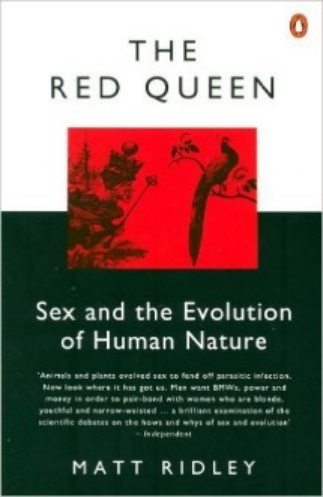 THE
RED QUEEN
Sex and the Evolution
of Human Nature
'Animals and plants evolved sex to fend off parasitic infection.
Now look where it has got us. Men want BMWs, power and
money in order to pair-bond with women who are blonde,
youthful and narrow-waisted ... a brilliant examination of the
scientific debates on the hows and whys of sex and evolution'
– Independent
MATT RIDLEY